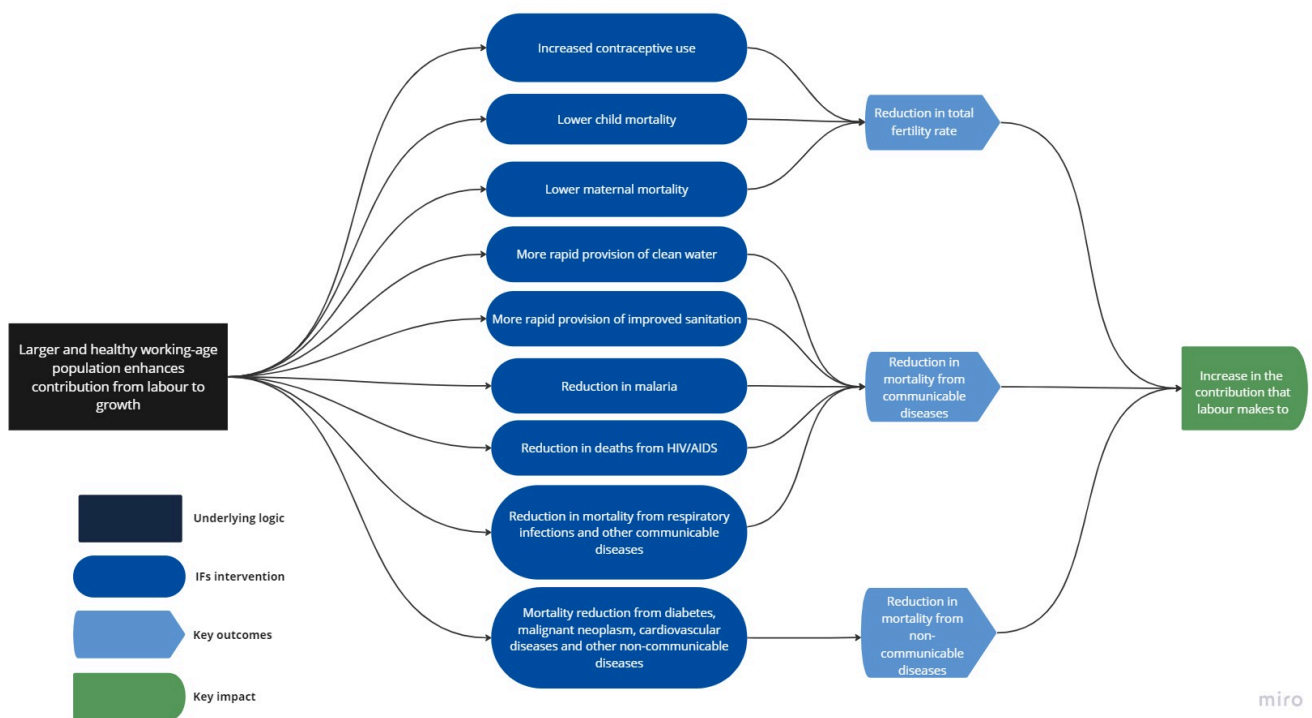 Increased contraceptive use
Lower child mortality
Reduction in total
fertility rate
Lower maternal mortality
More rapid provision of clean water
Larger and healthy working-age
population enhances
contribution from labour to
growth
More rapid provision of improved sanitation
Reduction in malaria
Reduction in
mortality from
communicable
diseases
Increase in the
contribution that
labour makes to
Reduction in deaths from HIV/AIDS
Reduction in mortality from respiratory
infections and other communicable
diseases
Mortality reduction from diabetes,
malignant neoplasm, cardiovascular
diseases and other non-communicable
diseases
Reduction in
mortality from
non-
communicable
diseases
Underlying logic
IFs intervention
Key outcomes
Key impact
miro